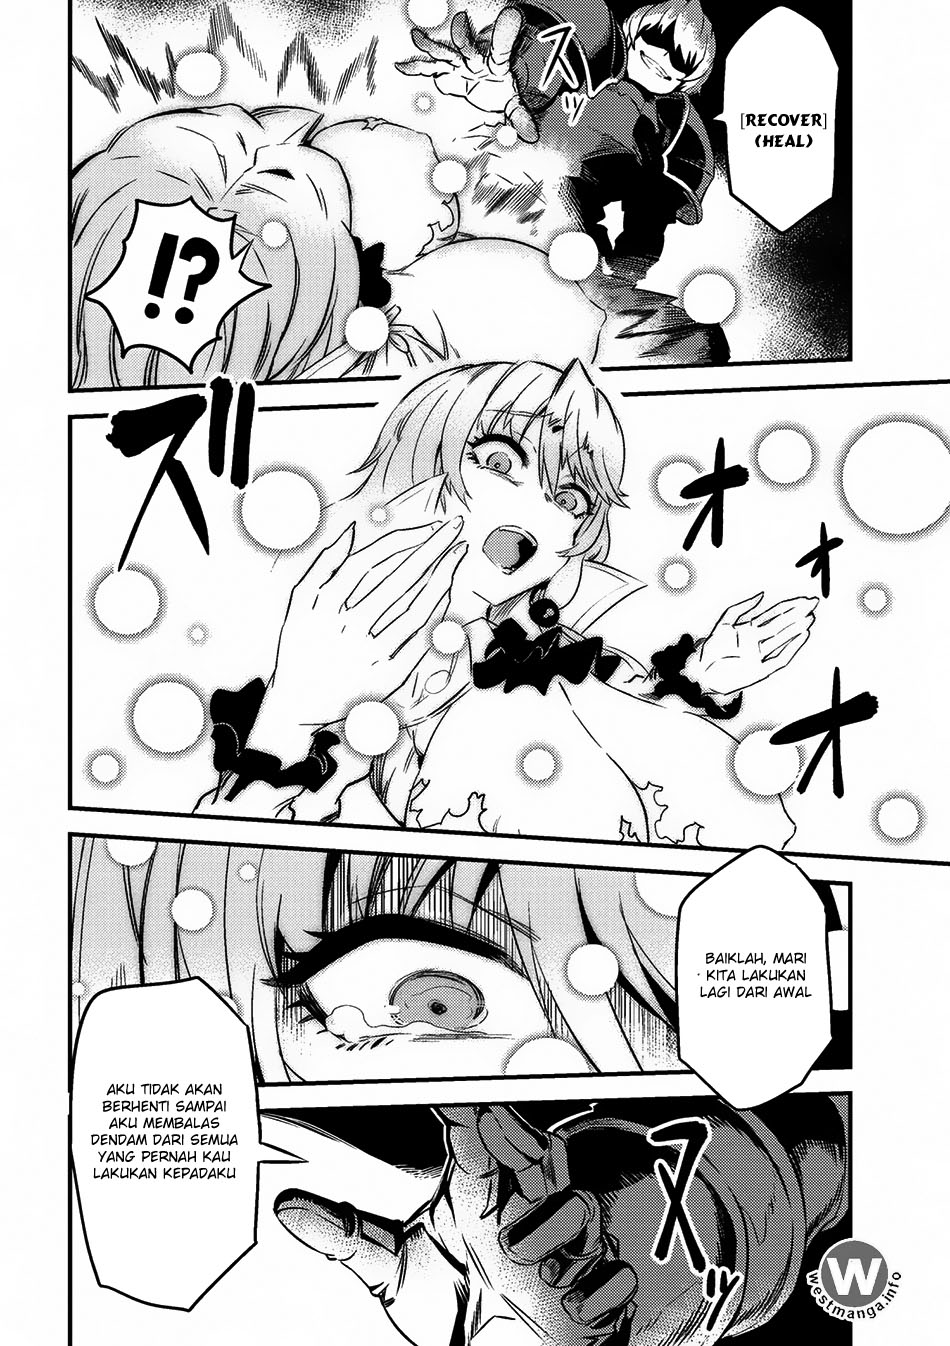 [RECOVER]
(HEAL)
スッ
!?
ズ
オ
オ
オ
BAIKLAH, MARI
KITA LAKUKAN
LAGI DARI AWAL
AKU TIDAK AKAN
BERHENTI SAMPAI
AKU MEMBALAS
DENDAM DARI SEMUA
YANG PERNAH KAU
LAKUKAN KEPADAKU
ヌッ
W
westmanga.info